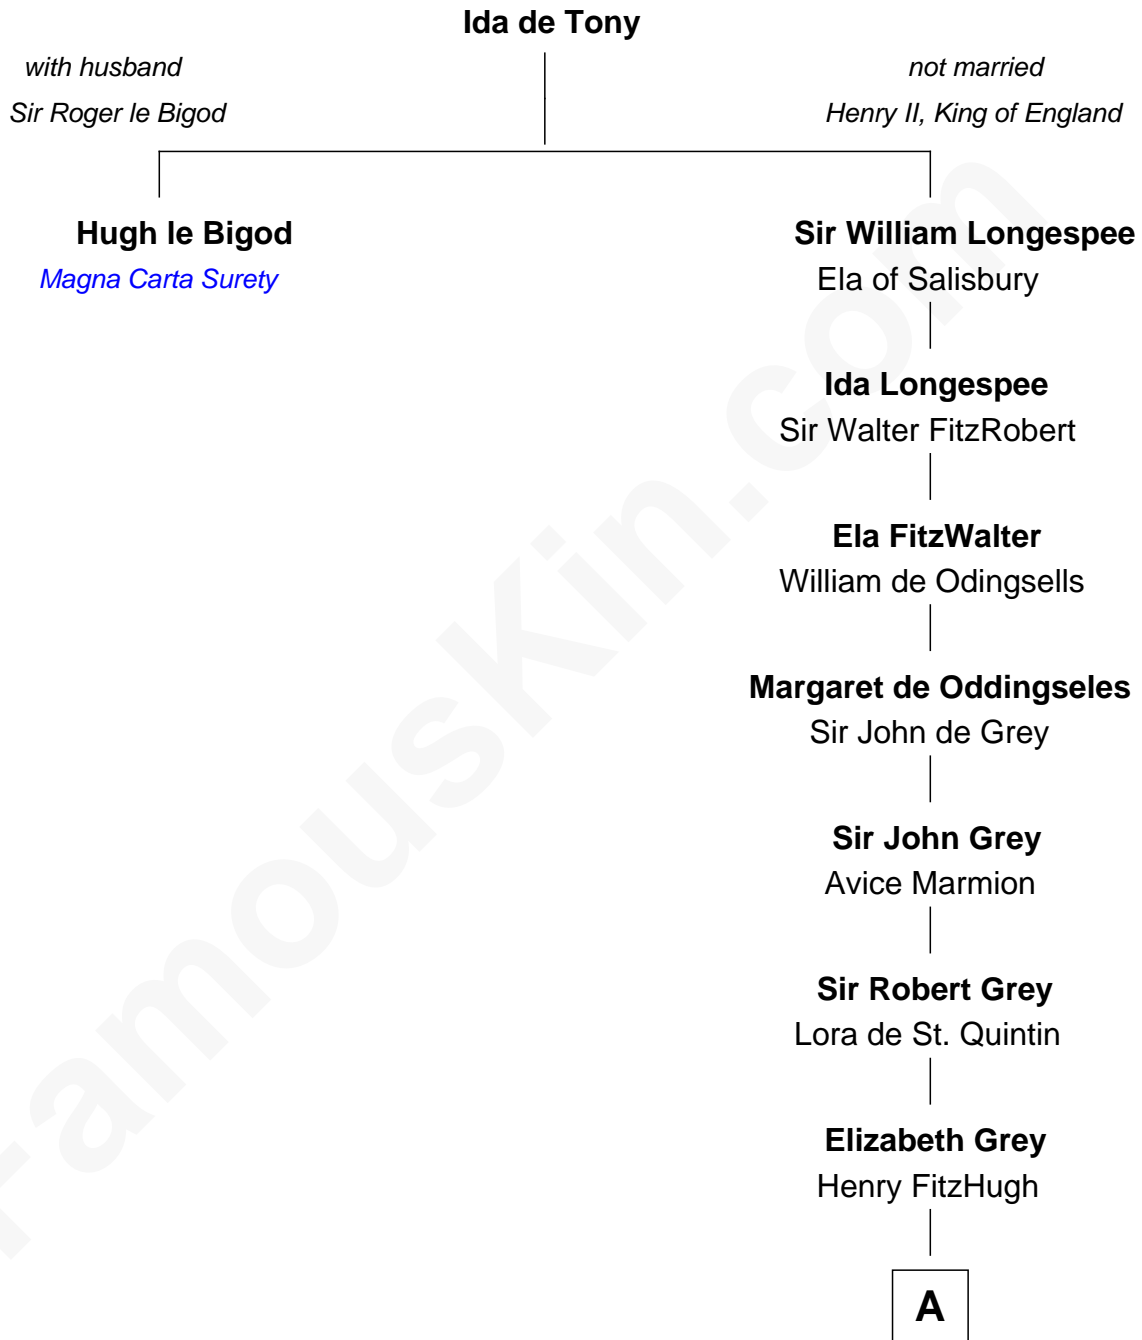 Ida de Tony
with husband
not married
Sir Roger le Bigod
Henry II, King of England
Hugh le Bigod
Sir William Longespee
Magna Carta Surety
Ela of Salisbury
Ida Longespee
Sir Walter FitzRobert
Ela FitzWalter
William de Odingsells
Margaret de Oddingseles
Sir John de Grey
Sir John Grey
Avice Marmion
Sir Robert Grey
Lora de St. Quintin
Elizabeth Grey
Henry FitzHugh
A
FamousKin.com